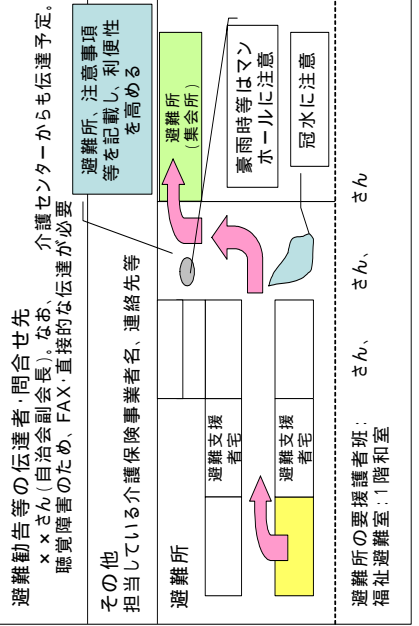 避難勧告等の伝達者・問合せ先
××さん(自治会副会長)。なお、　介護センターからも伝達予定。
聴覚障害のため、FAX・直接的な伝達が必要
避難所、注意事項
等を記載し、利便性
を高める
その他
担当している介護保険事業者名、連絡先等
避難所
避難所
(集会所)
豪雨時等はマン
ホールに注意
冠水に注意
避難支援
者宅
避難支援
者宅
避難所の要援護者班:　さん、　さん、　さん
福祉避難室:1階和室